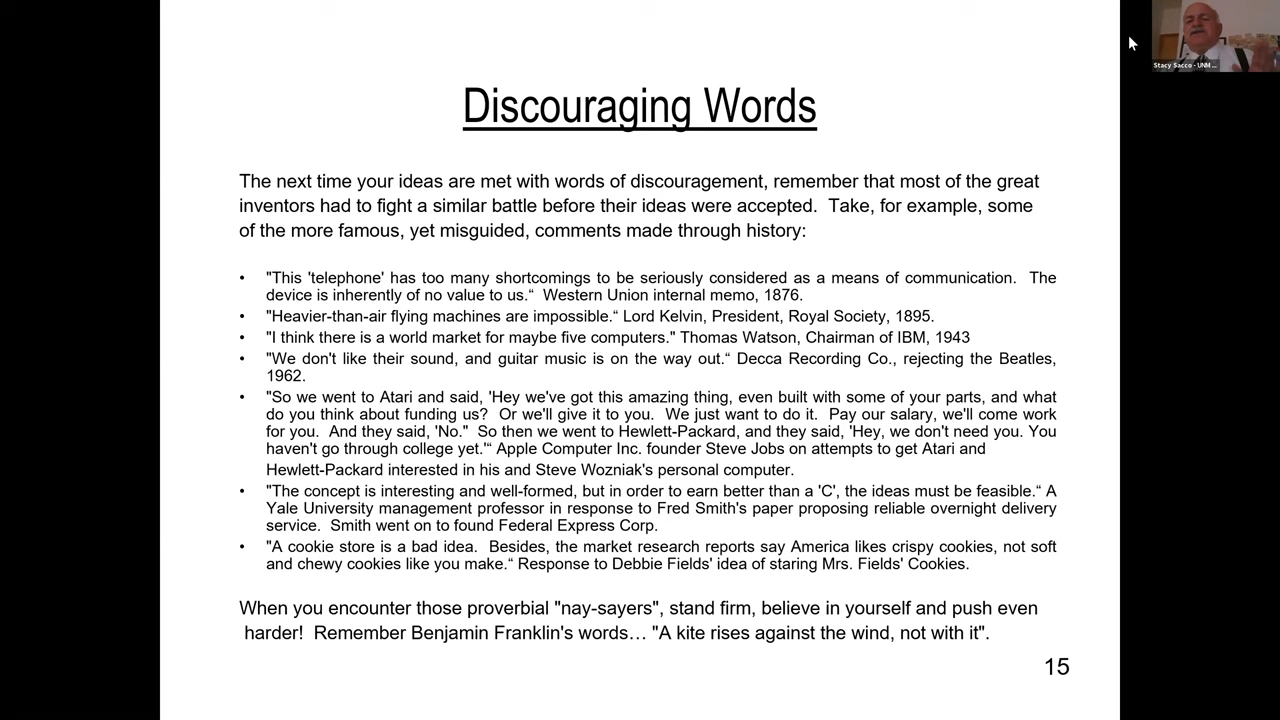 Stacy Sacco - UNM ...
Discouraging Words
The next time your ideas are met with words of discouragement, remember that most of the great
inventors had to fight a similar battle before their ideas were accepted.  Take, for example, some
of the more famous, yet misguided, comments made through history:
• "This 'telephone' has too many shortcomings to be seriously considered as a means of communication.  The
device is inherently of no value to us.“  Western Union internal memo, 1876.
• "Heavier-than-air flying machines are impossible.“ Lord Kelvin, President, Royal Society, 1895.
• "I think there is a world market for maybe five computers." Thomas Watson, Chairman of IBM, 1943
• "We don't like their sound, and guitar music is on the way out.“ Decca Recording Co., rejecting the Beatles,
1962.
• "So we went to Atari and said, 'Hey we've got this amazing thing, even built with some of your parts, and what
do you think about funding us?  Or we'll give it to you.  We just want to do it.  Pay our salary, we'll come work
for you.  And they said, 'No."  So then we went to Hewlett-Packard, and they said, 'Hey, we don't need you. You
haven't go through college yet.'“ Apple Computer Inc. founder Steve Jobs on attempts to get Atari and
Hewlett-Packard interested in his and Steve Wozniak's personal computer.
• "The concept is interesting and well-formed, but in order to earn better than a 'C', the ideas must be feasible.“ A
Yale University management professor in response to Fred Smith's paper proposing reliable overnight delivery
service.  Smith went on to found Federal Express Corp.
• "A cookie store is a bad idea.  Besides, the market research reports say America likes crispy cookies, not soft
and chewy cookies like you make.“ Response to Debbie Fields' idea of staring Mrs. Fields' Cookies.
When you encounter those proverbial "nay-sayers", stand firm, believe in yourself and push even
harder!  Remember Benjamin Franklin's words… "A kite rises against the wind, not with it".
15